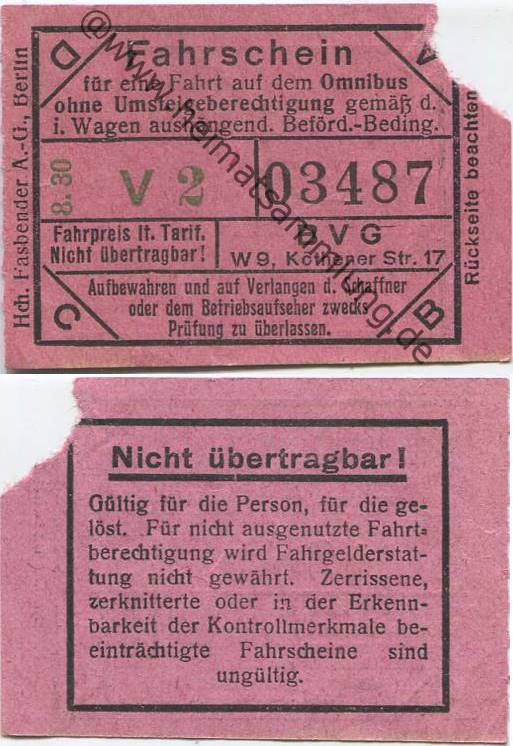 Fahrschein
für eine Fahrt auf dem Omnibus
ohne Umsteigeberechtigung gemäß d.
i. Wagen aushängend. Beförd.-Beding.
8.30
V 2
03487
Fahrpreis lt. Tarif.
Nicht übertragbar!
DVG
W 9, Köthener Str. 17
Aufbewahren und auf Verlangen d. Schaffner
oder dem Betriebsaufseher zwecks
Prüfung zu überlassen.
D
A
C
B
Hch. Fasbender A.-G., Berlin
Rückseite beachten
@www.heimatsammlung.de
Nicht übertragbar!
Gültig für die Person, für die ge-
löst. Für nicht ausgenutzte Fahrt-
berechtigung wird Fahrgelderstat-
tung nicht gewährt. Zerrissene,
zerknitterte oder in der Erkenn-
barkeit der Kontrollmerkmale be-
einträchtigte Fahrscheine sind
ungültig.